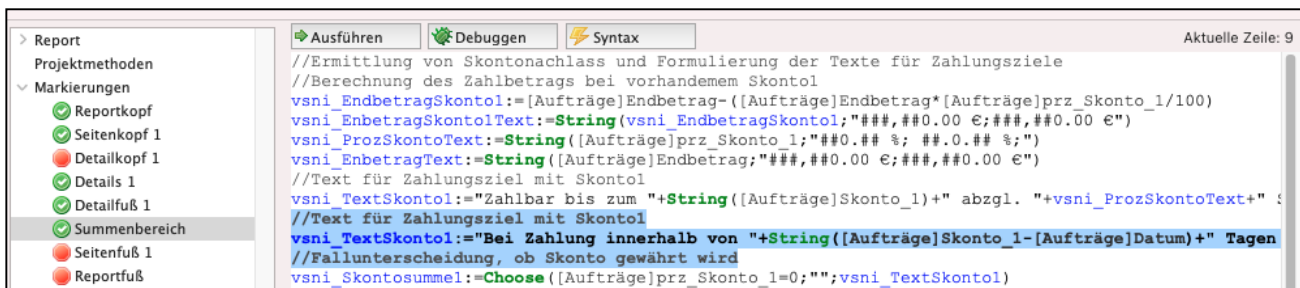 Report
Projektmethoden
Markierungen
Reportkopf
Seitenkopf 1
Detailkopf 1
Details 1
Detailfuß 1
Summenbereich
Seitenfuß 1
Reportfuß
Ausführen Debuggen Syntax Aktuelle Zeile: 9
//Ermittlung von Skontonachlass und Formulierung der Texte für Zahlungsziele
//Berechnung des Zahlbetrags bei vorhandemem Skonto1
vsni_EndbetragSkonto1:=[Aufträge]Endbetrag-([Aufträge]Endbetrag*[Aufträge]prz_Skonto_1/100)
vsni_EnbetragSkonto1Text:=String(vsni_EndbetragSkonto1;"###,##0.00 €;###,##0.00 €")
vsni_ProzSkontoText:=String([Aufträge]prz_Skonto_1;"##0.## %; ##.0.## %;")
vsni_EnbetragText:=String([Aufträge]Endbetrag;"###,##0.00 €;###,##0.00 €")
//Text für Zahlungsziel mit Skonto1
vsni_TextSkonto1:="Zahlbar bis zum "+String([Aufträge]Skonto_1)+" abzgl. "+vsni_ProzSkontoText+"
//Text für Zahlungsziel mit Skonto1
vsni_TextSkonto1:="Bei Zahlung innerhalb von "+String([Aufträge]Skonto_1-[Aufträge]Datum)+" Tagen
//Fallunterscheidung, ob Skonto gewährt wird
vsni_Skontosumme1:=Choose([Aufträge]prz_Skonto_1=0;"";vsni_TextSkonto1)